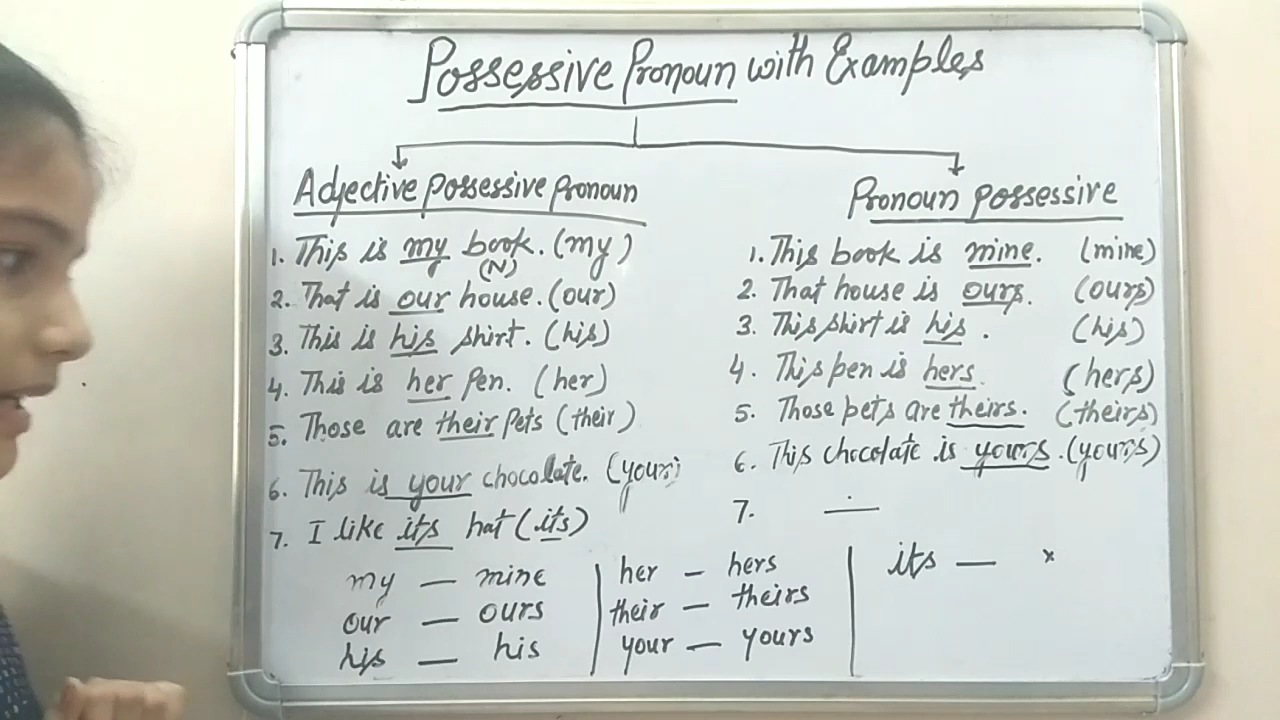 Possessive Pronoun with Examples
Adjective possessive pronoun
1. This is my book. (my)
(N)
2. That is our house. (our)
3. This is his shirt. (his)
4. This is her Pen. (her)
5. Those are their Pets (their)
6. This is your chocolate. (your)
7. I like its hat (its)
Pronoun possessive
1. This book is mine. (mine)
2. That house is ours. (ours)
3. This shirt is his. (his)
4. This pen is hers. (hers)
5. Those pets are theirs. (theirs)
6. This chocolate is yours. (yours)
7. —
my — mine
our — ours
his — his
her — hers
their — theirs
your — yours
its — ×